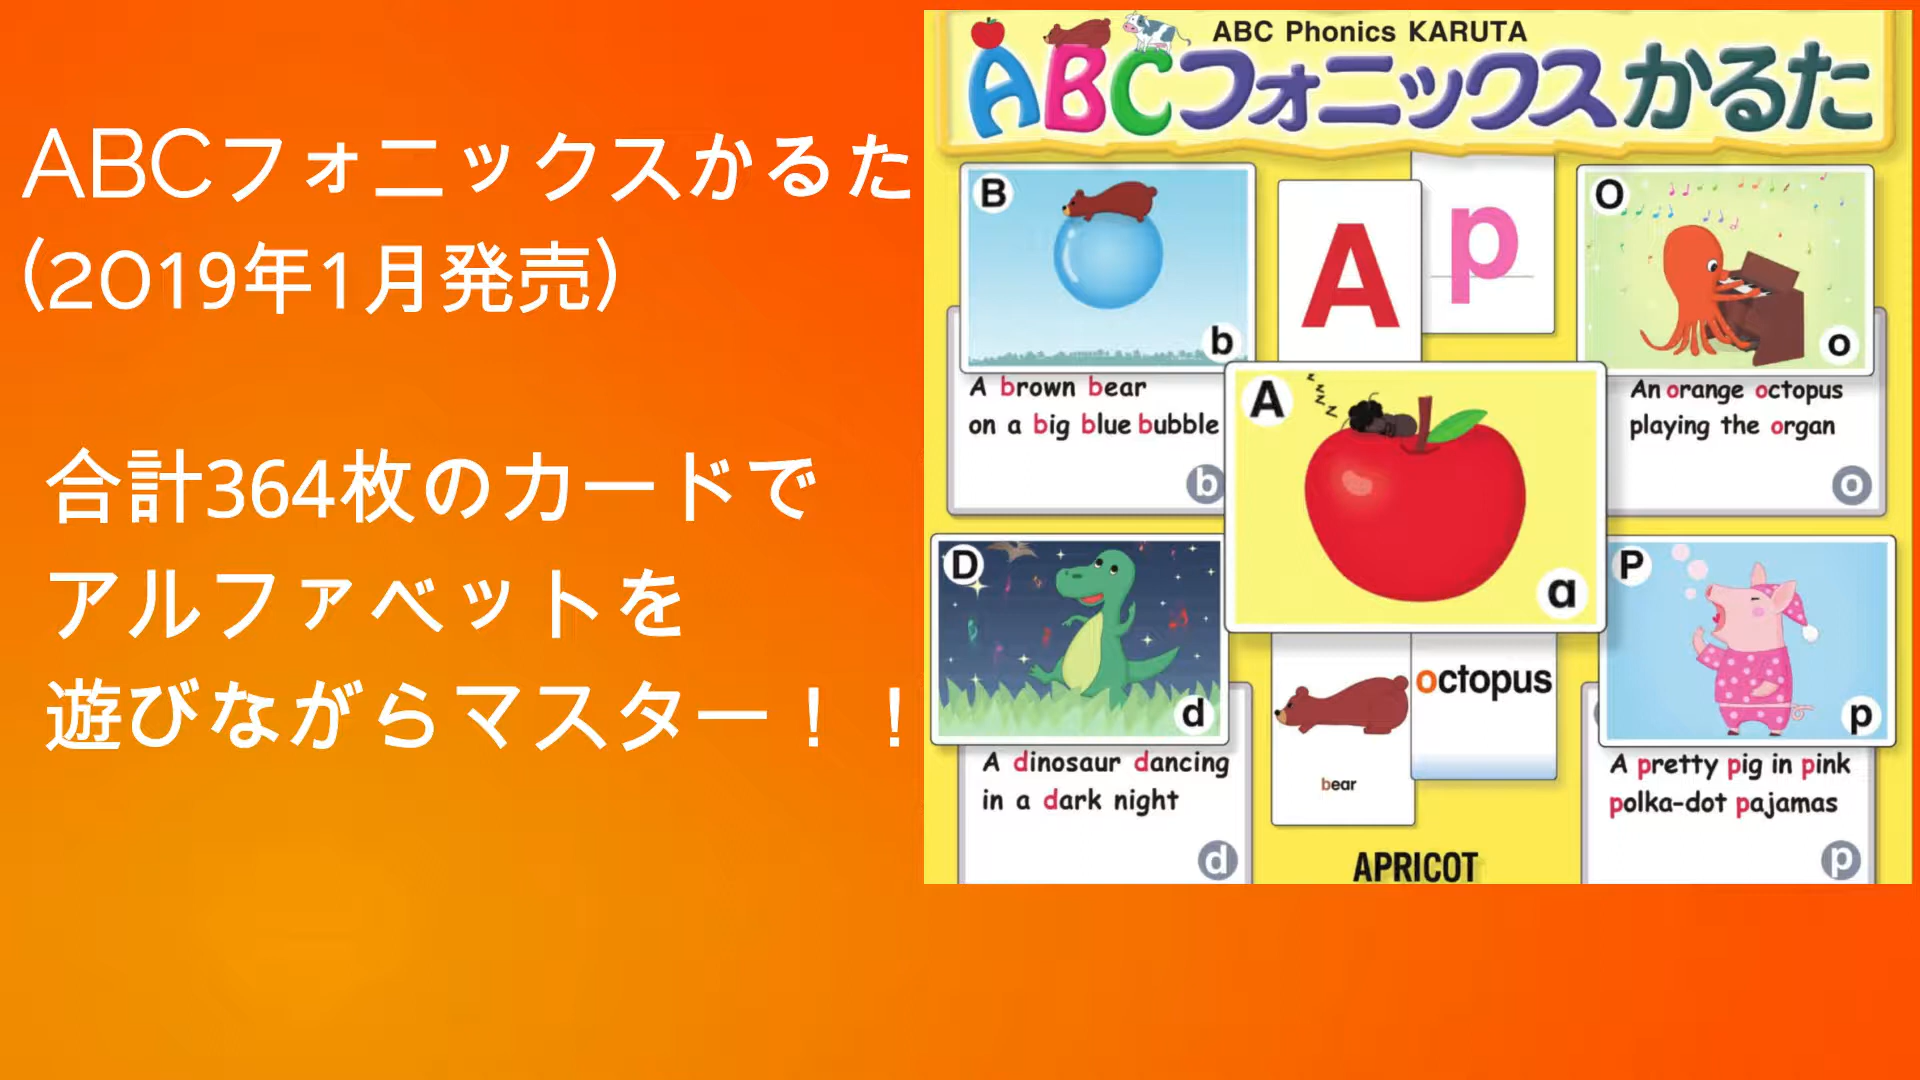 ABCフォニックスかるた
(2019年1月発売)
合計364枚のカードで
アルファベットを
遊びながらマスター！！
ABC Phonics KARUTA
ABCフォニックスかるた
B
b
A brown bear
on a big blue bubble
b
A
p
O
o
An orange octopus
playing the organ
o
z z z z
A
a
D
d
A dinosaur dancing
in a dark night
d
bear
octopus
P
p
A pretty pig in pink
polka-dot pajamas
p
APRICOT